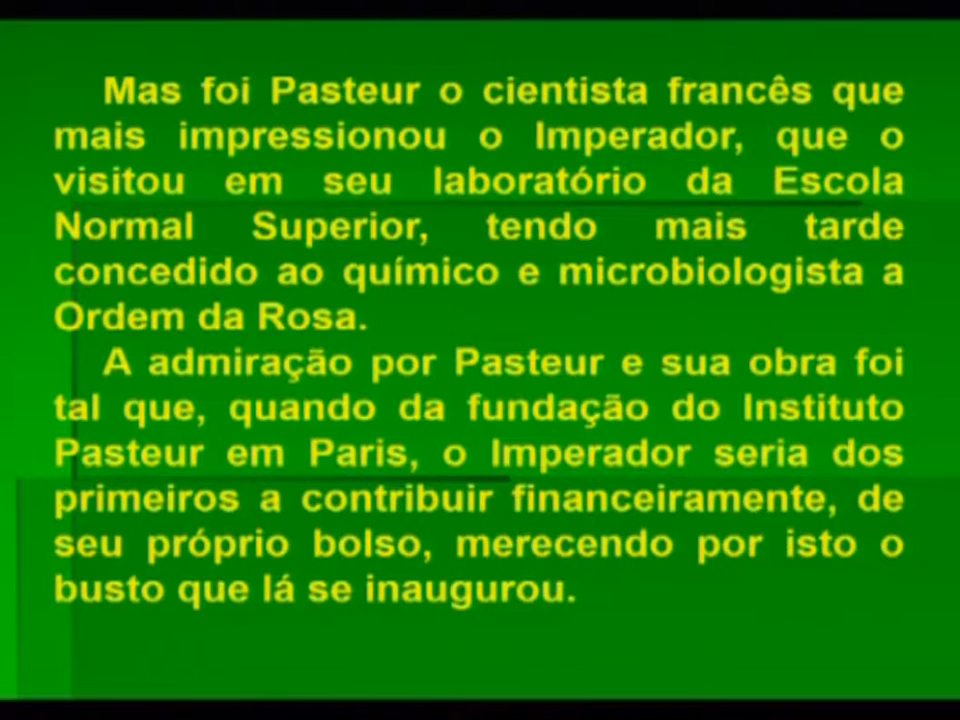 Mas foi Pasteur o cientista francês que
mais impressionou o Imperador, que o
visitou em seu laboratório da Escola
Normal Superior, tendo mais tarde
concedido ao químico e microbiologista a
Ordem da Rosa.
A admiração por Pasteur e sua obra foi
tal que, quando da fundação do Instituto
Pasteur em Paris, o Imperador seria dos
primeiros a contribuir financeiramente, de
seu próprio bolso, merecendo por isto o
busto que lá se inaugurou.